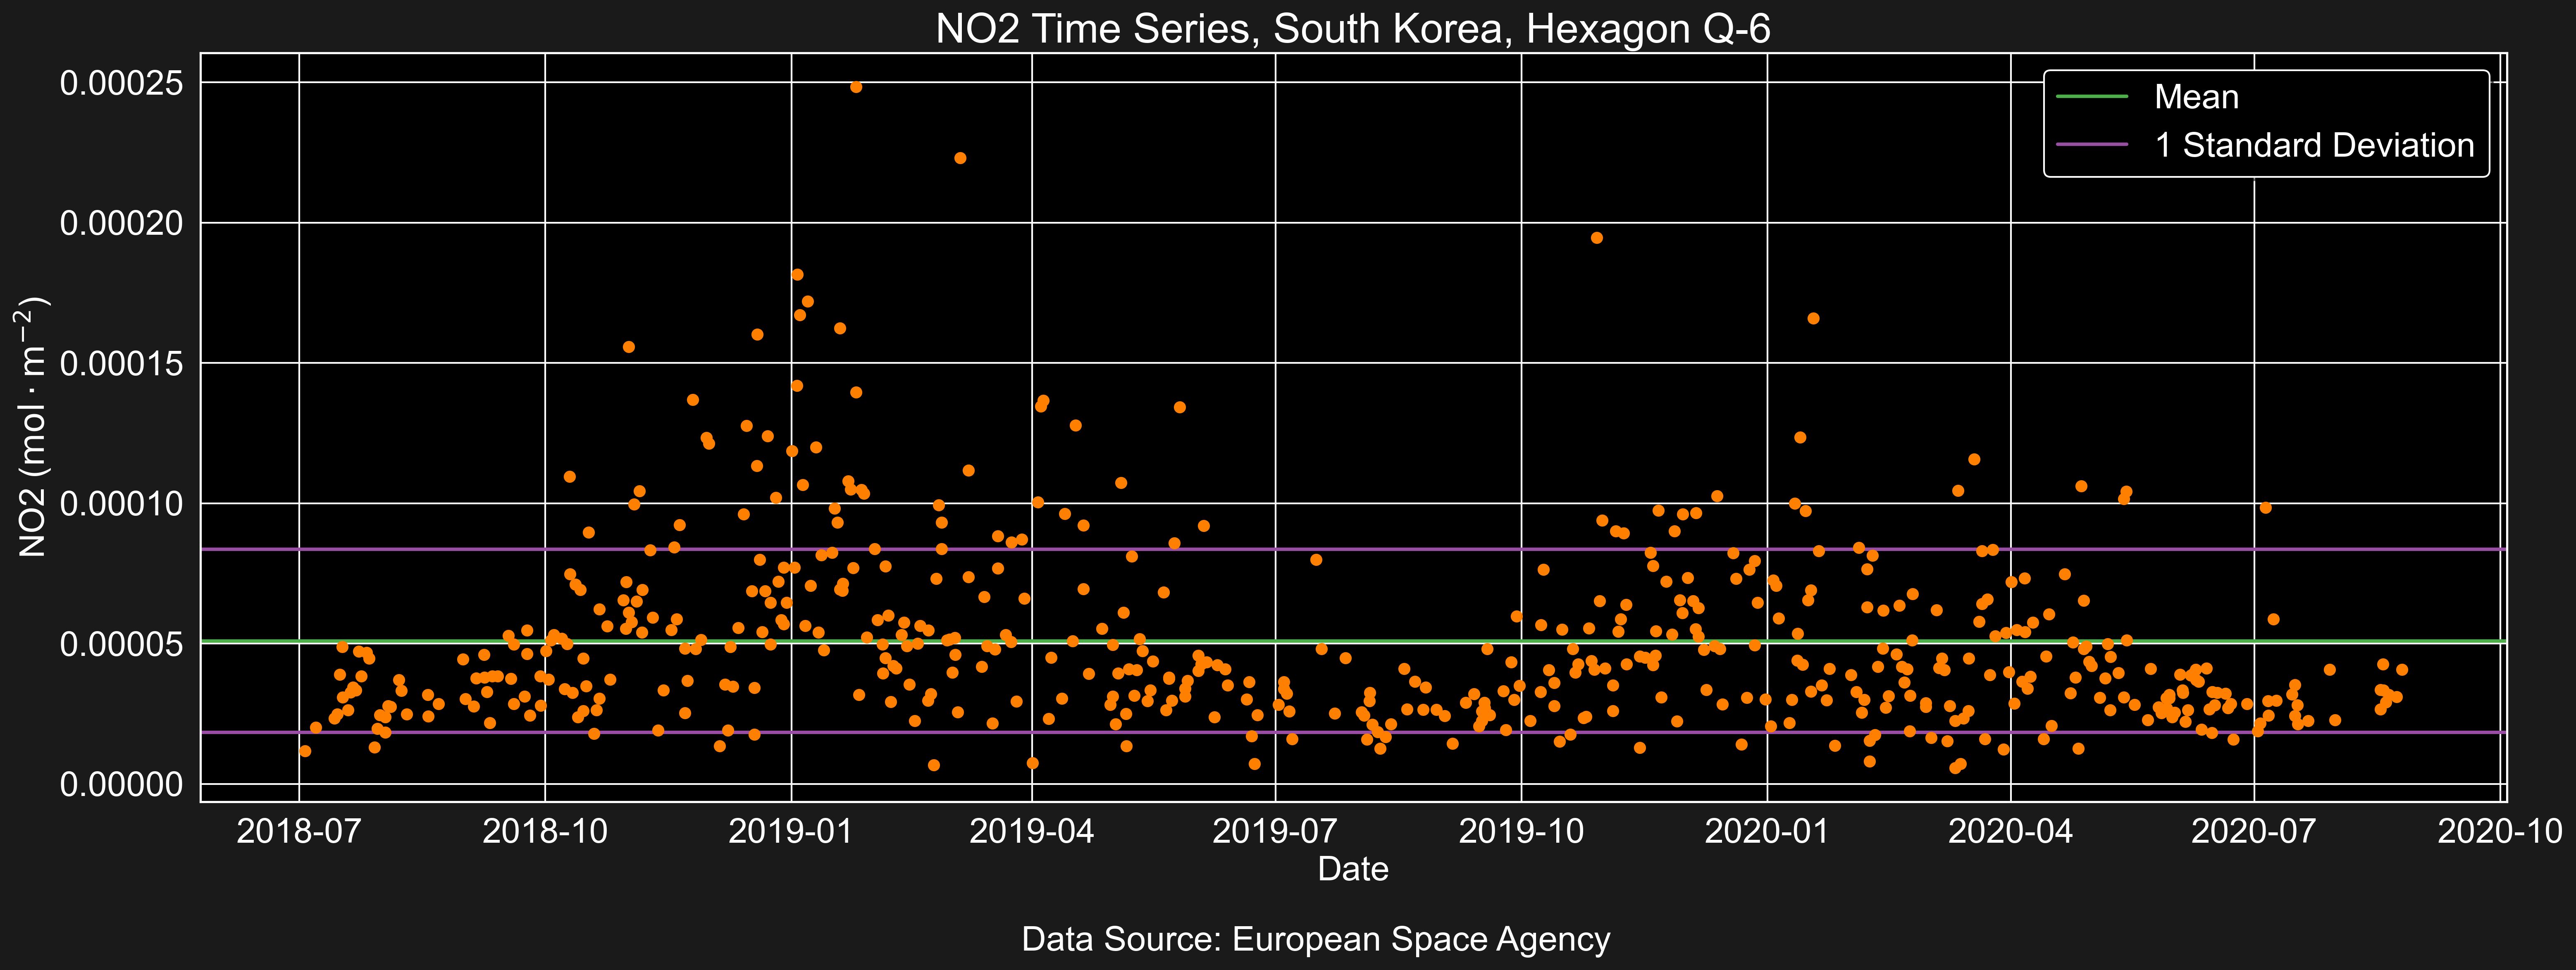 NO2 Time Series, South Korea, Hexagon Q-6
Mean
1 Standard Deviation
NO2 (mol · m⁻²)
0.00025
0.00020
0.00015
0.00010
0.00005
0.00000
2018-07 2018-10 2019-01 2019-04 2019-07 2019-10 2020-01 2020-04 2020-07 2020-10
Date
Data Source: European Space Agency